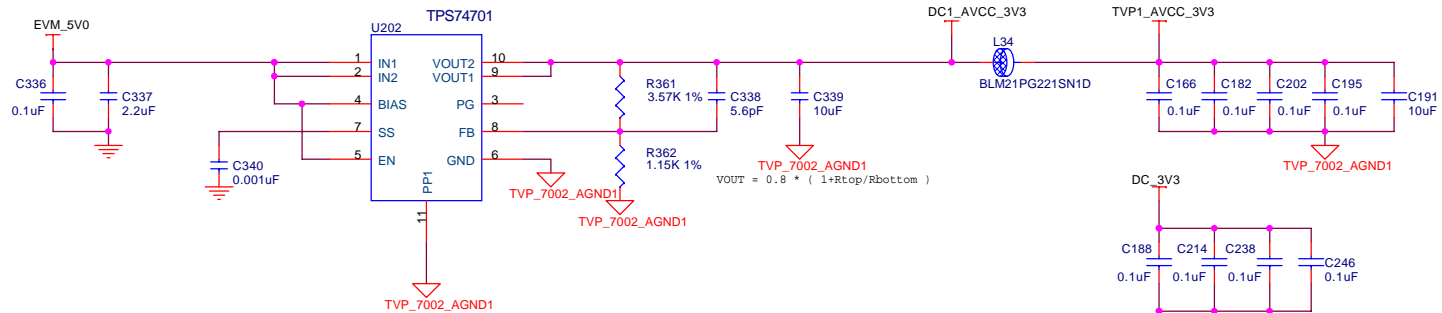 EVM_5V0
TPS74701
U202
DC1_AVCC_3V3
TVP1_AVCC_3V3
1 IN1
2 IN2
4 BIAS
7 SS
5 EN
VOUT2 10
VOUT1 9
PG 3
FB 8
GND 6
PP1
11
C336
0.1uF
C337
2.2uF
C340
0.001uF
R361
3.57K 1%
C338
5.6pF
C339
10uF
R362
1.15K 1%
L34
BLM21PG221SN1D
C166
0.1uF
C182
0.1uF
C202
0.1uF
C195
0.1uF
C191
10uF
TVP_7002_AGND1
TVP_7002_AGND1
VOUT = 0.8 * ( 1+Rtop/Rbottom )
TVP_7002_AGND1
TVP_7002_AGND1
TVP_7002_AGND1
DC_3V3
C188
0.1uF
C214
0.1uF
C238
0.1uF
C246
0.1uF